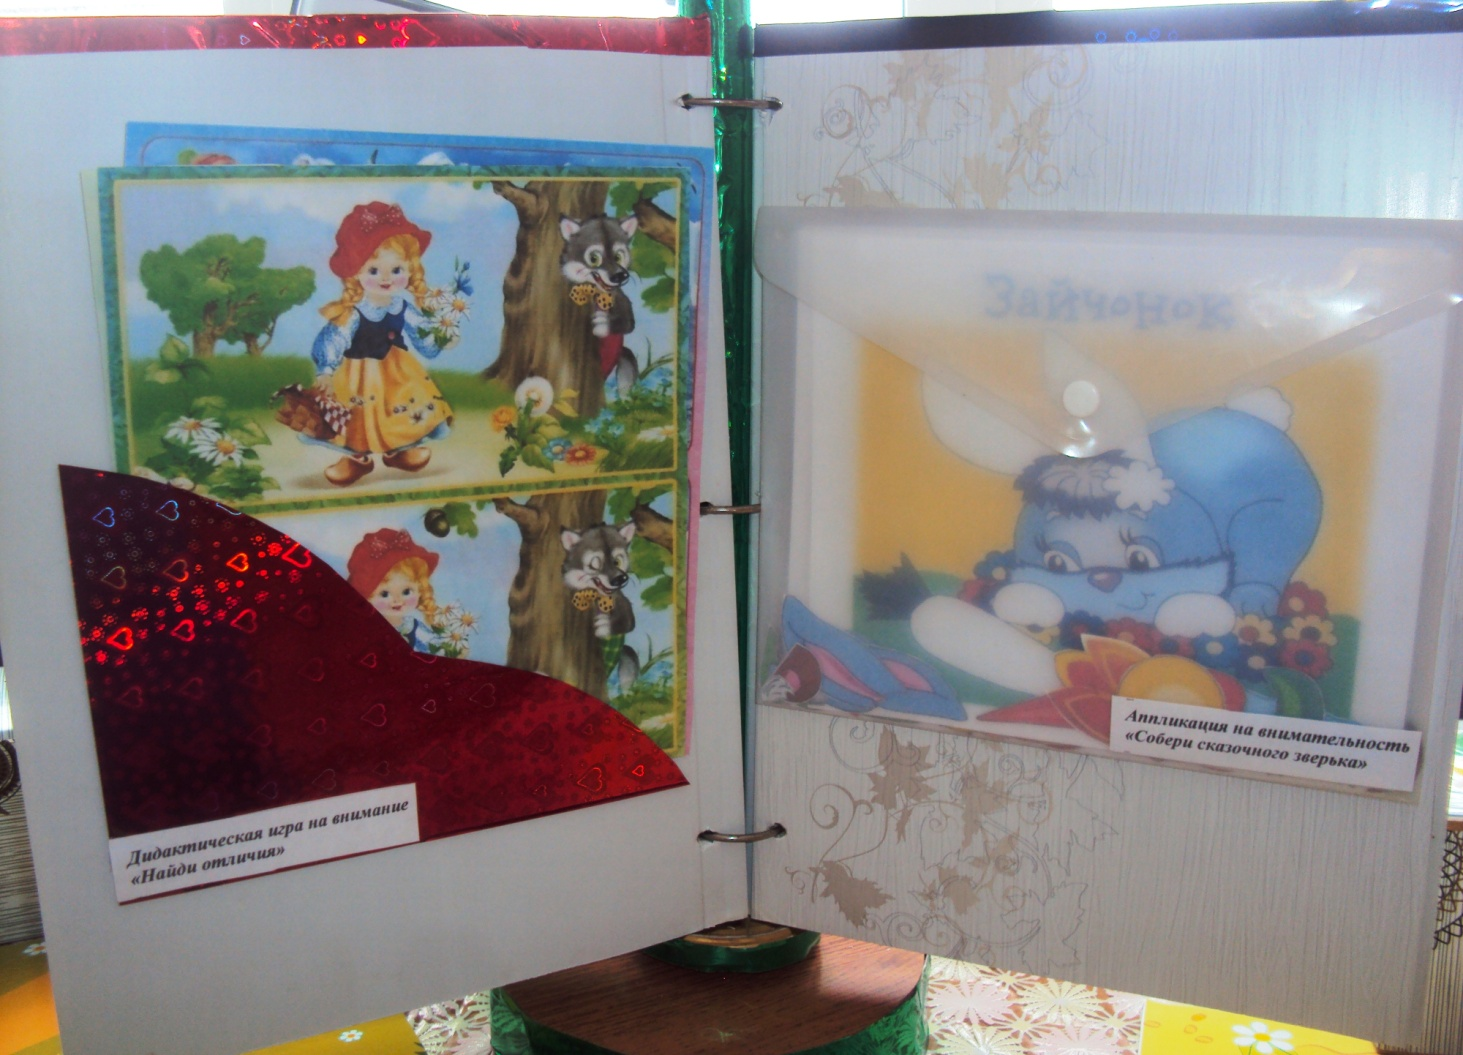 Дидактическая игра на внимание
«Найди отличия»
Зайчонок
Аппликация на внимательность
«Собери сказочного зверька»